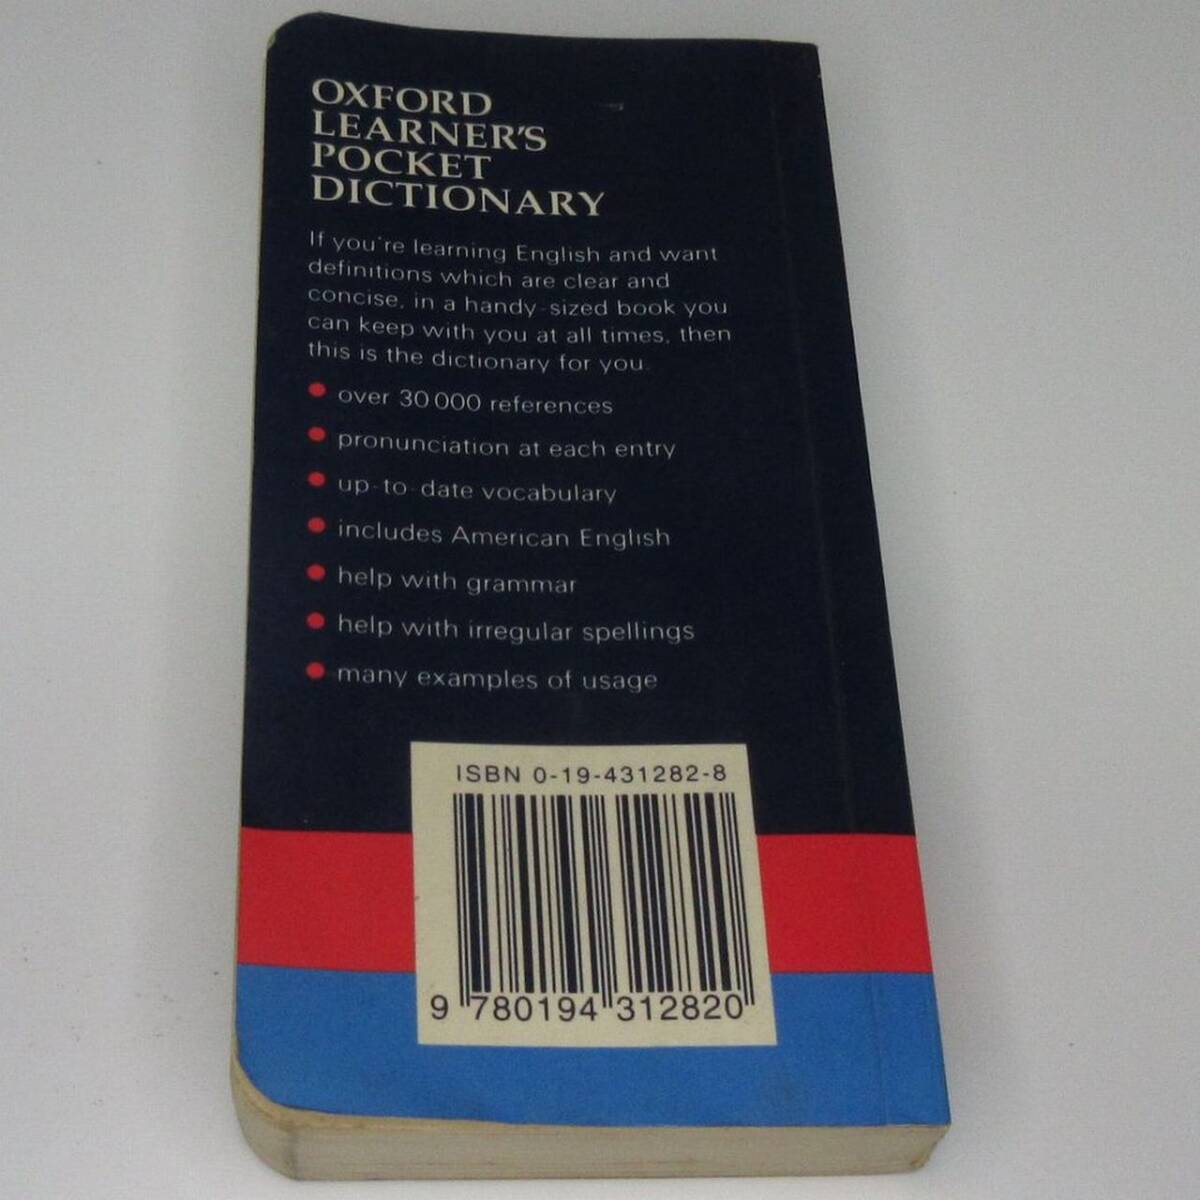 OXFORD
LEARNER'S
POCKET
DICTIONARY
If you're learning English and want
definitions which are clear and
concise, in a handy-sized book you
can keep with you at all times, then
this is the dictionary for you.
• over 30 000 references
• pronunciation at each entry
• up-to-date vocabulary
• includes American English
• help with grammar
• help with irregular spellings
• many examples of usage
ISBN 0-19-431282-8
9 780194 312820